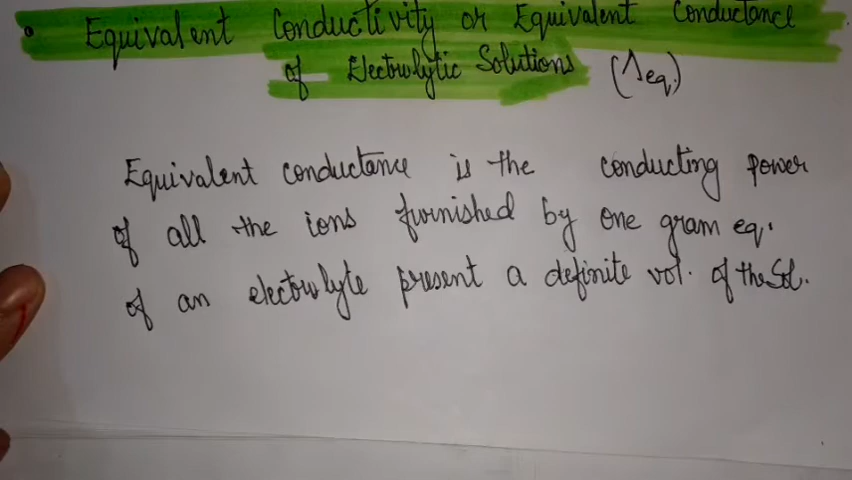 Equivalent Conductivity or Equivalent Conductance
of Electrolytic Solutions (Λeq.)
Equivalent conductance is the conducting power
of all the ions furnished by one gram eq.
of an electrolyte present a definite vol. of the Sol.